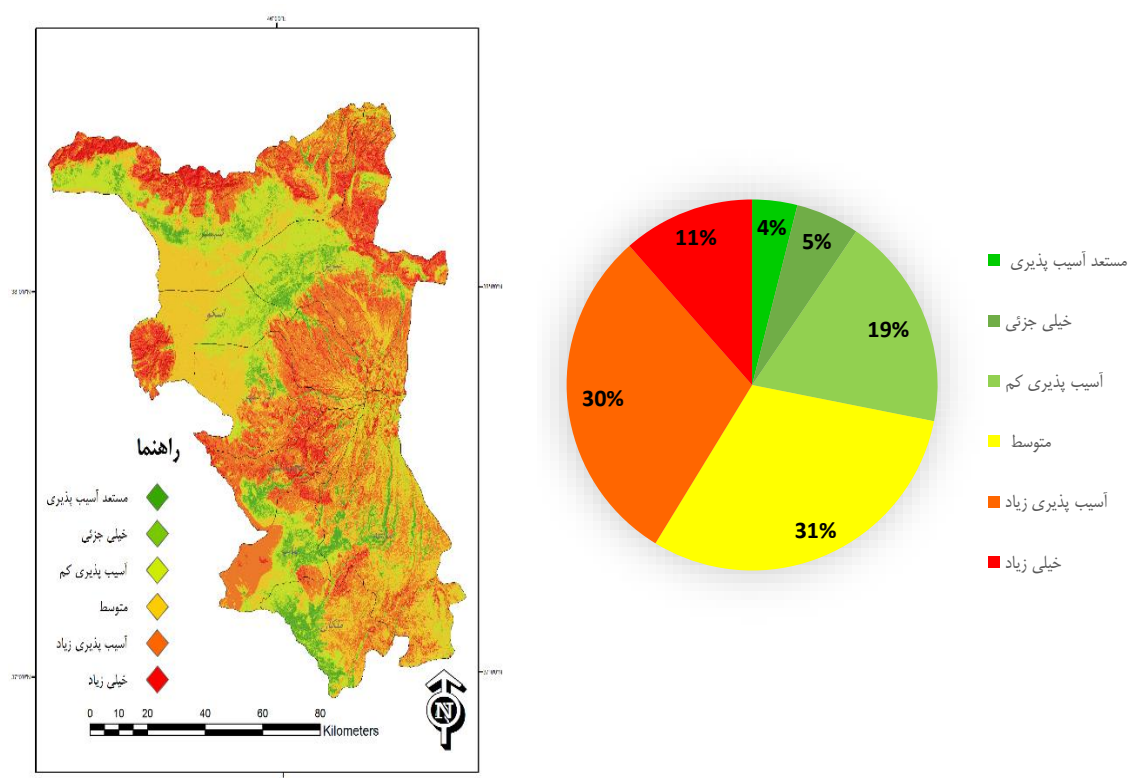 راهنما
مستعد آسیب پذیری
خیلی جزئی
آسیب پذیری کم
متوسط
آسیب پذیری زیاد
خیلی زیاد
0 10 20 40 60 80
Kilometers
N
اسکو
ملکان
4%
5%
19%
31%
30%
11%
مستعد آسیب پذیری
خیلی جزئی
آسیب پذیری کم
متوسط
آسیب پذیری زیاد
خیلی زیاد